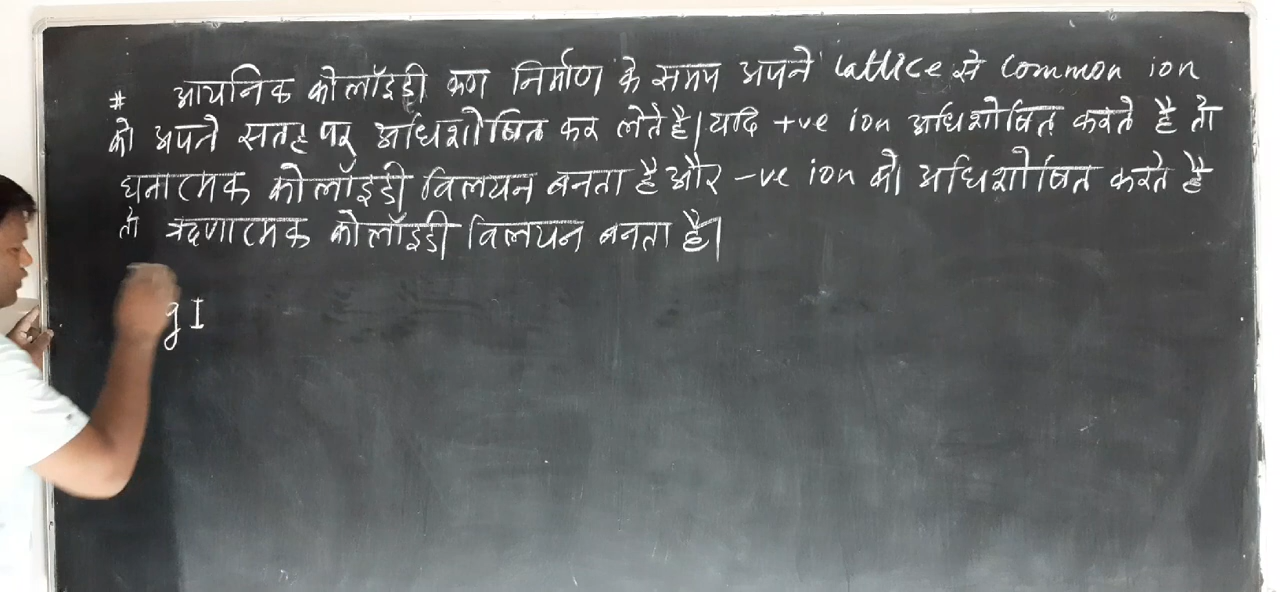 # आयनिक कोलॉइडी कण निर्माण के समय अपने lattice से common ion
को अपने सतह पर अधिशोषित कर लेते है। यदि +ve ion अधिशोषित करते है तो
धनात्मक कोलॉइडी विलयन बनता है और -ve ion को अधिशोषित करते है
तो ऋणात्मक कोलॉइडी विलयन बनता है।
gI